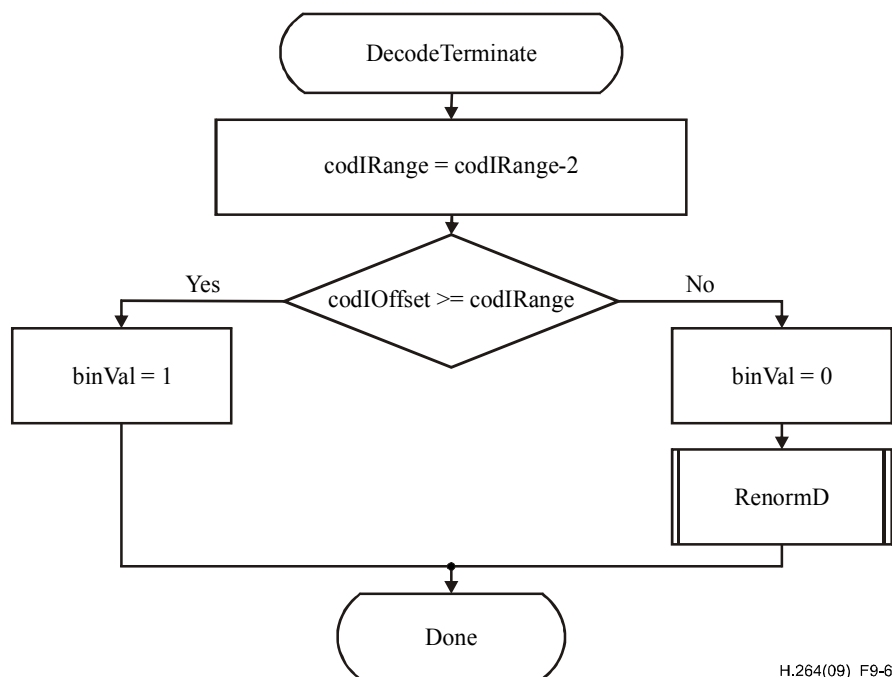 DecodeTerminate
codIRange = codIRange-2
codIOffset >= codIRange
Yes
No
binVal = 1
binVal = 0
RenormD
Done
H.264(09)_F9-6